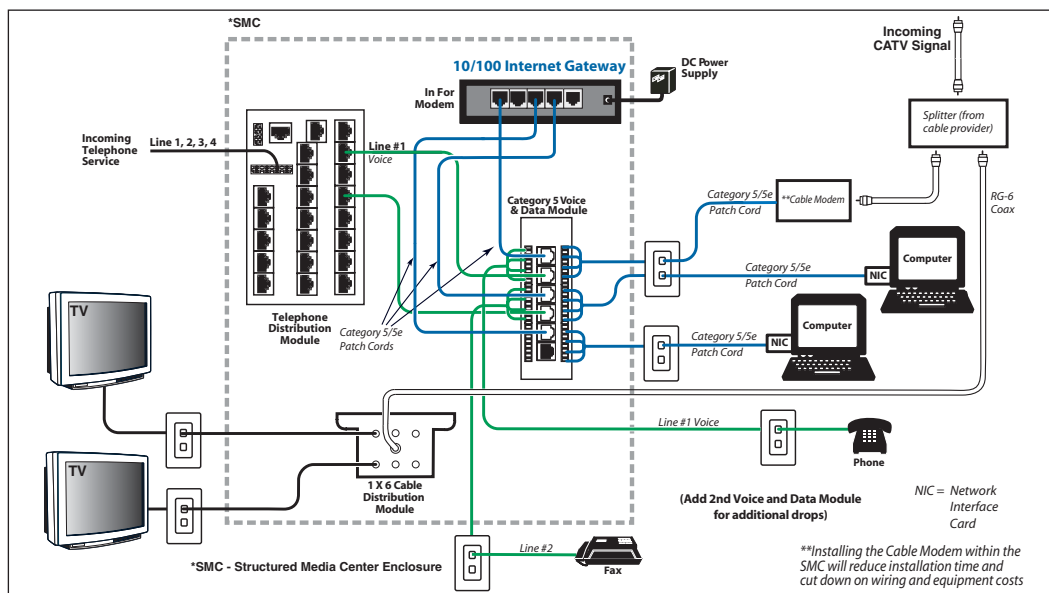 *SMC
Incoming
CATV Signal
10/100 Internet Gateway
DC Power
Supply
In For
Modem
Splitter (from
cable provider)
Incoming
Telephone
Service
Line 1, 2, 3, 4
Line #1
Voice
Category 5 Voice
& Data Module
Category 5/5e
Patch Cord
**Cable Modem
RG-6
Coax
Computer
NIC
Category 5/5e
Patch Cord
Computer
NIC
Category 5/5e
Patch Cord
TV
Telephone
Distribution
Module
Category 5/5e
Patch Cords
Line #1 Voice
Phone
TV
1 X 6 Cable
Distribution
Module
(Add 2nd Voice and Data Module
for additional drops)
NIC = Network
Interface
Card
Line #2
Fax
*SMC - Structured Media Center Enclosure
**Installing the Cable Modem within the
SMC will reduce installation time and
cut down on wiring and equipment costs